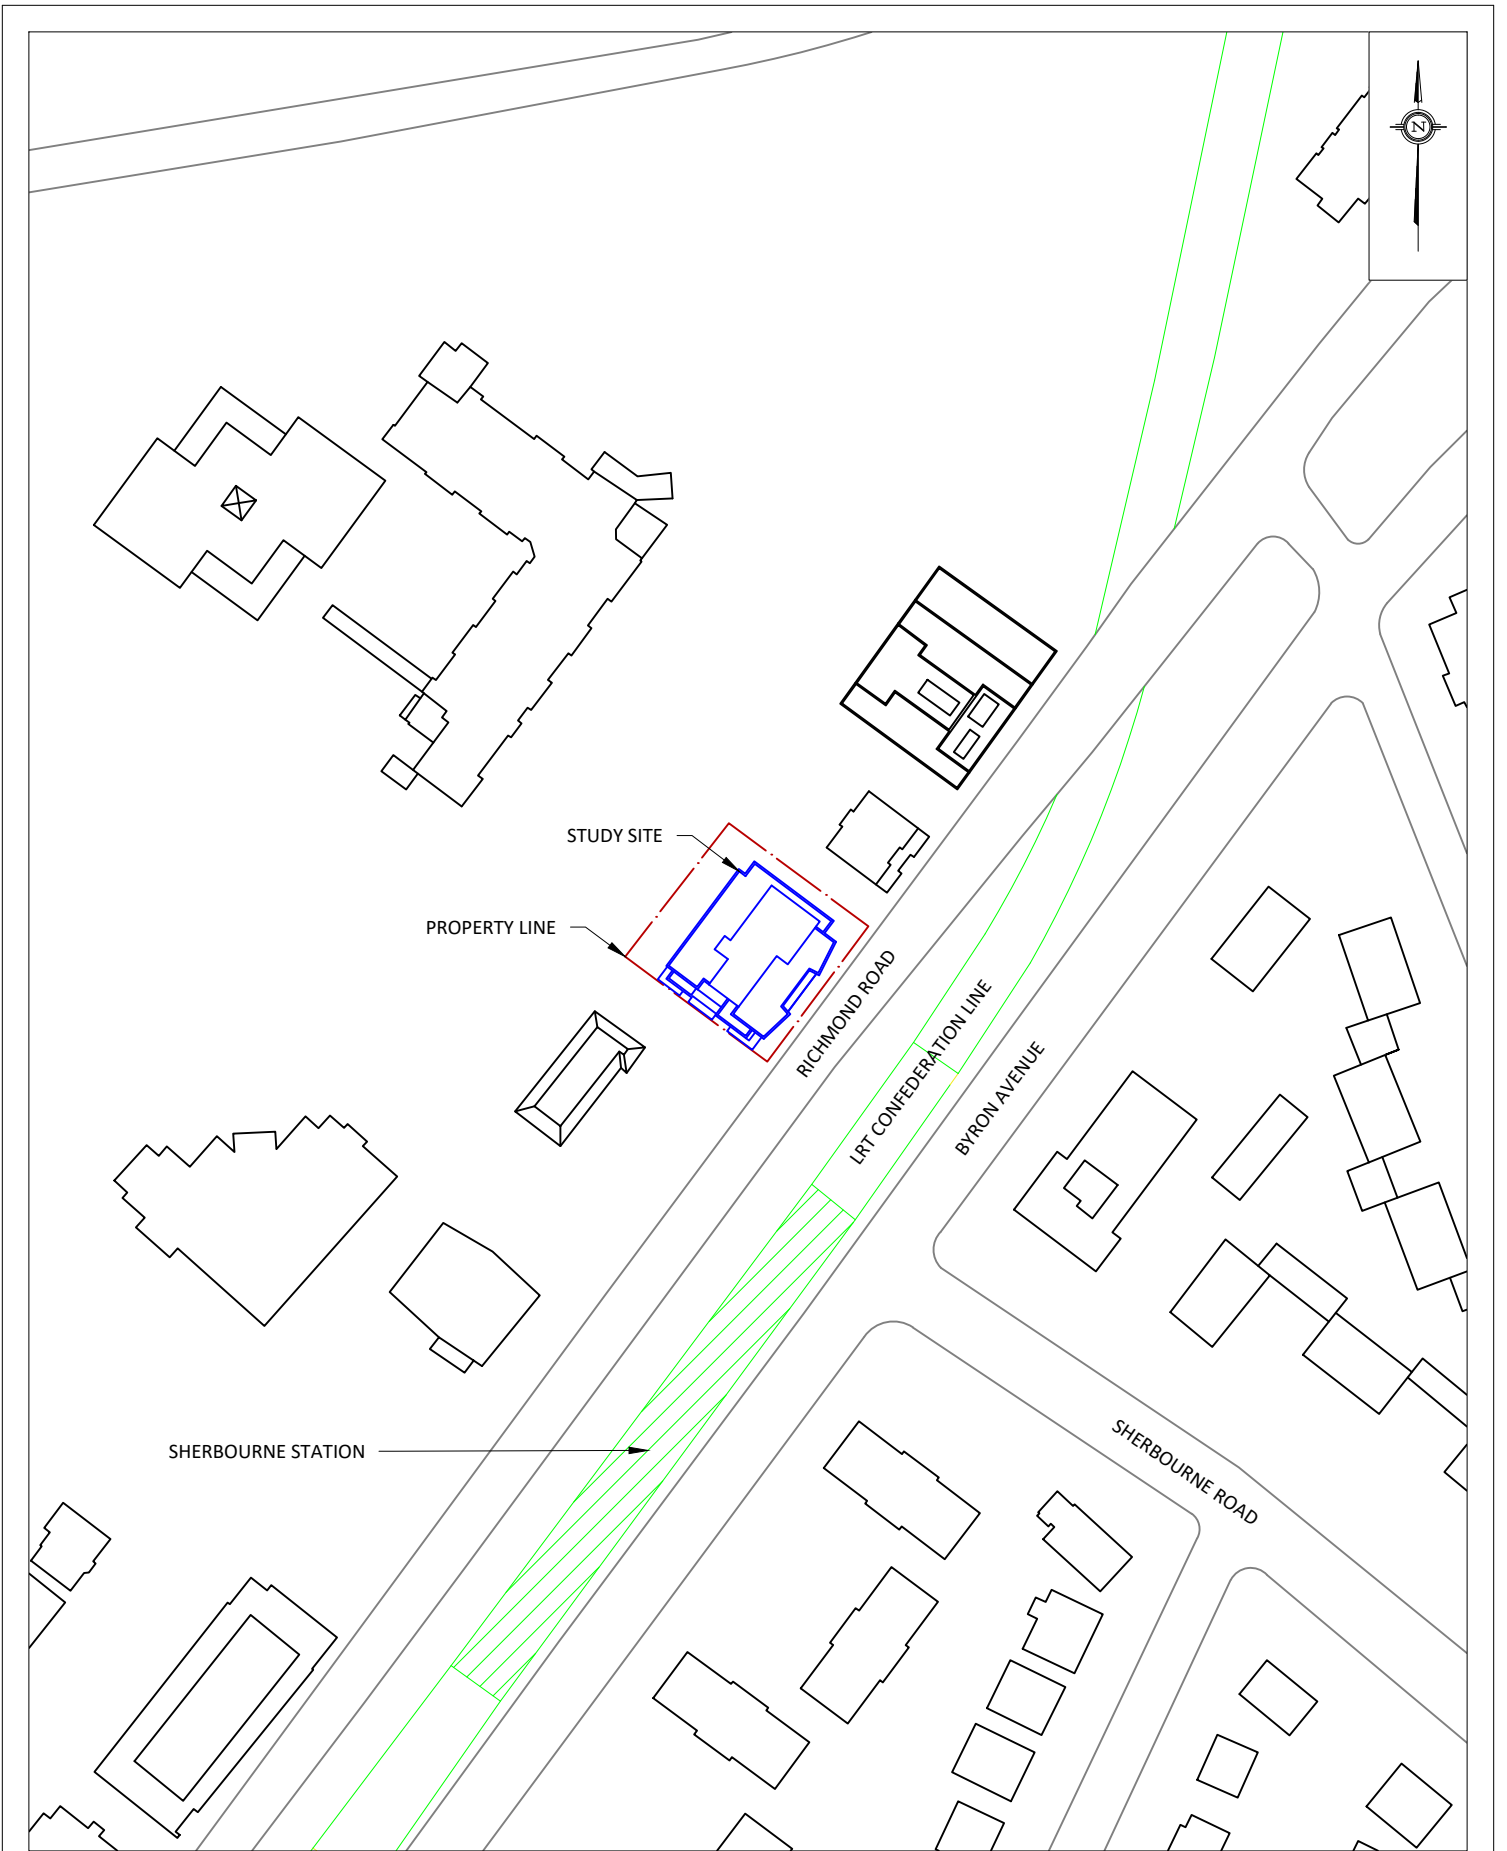 N
STUDY SITE
PROPERTY LINE
RICHMOND ROAD
LRT CONFEDERATION LINE
BYRON AVENUE
SHERBOURNE STATION
SHERBOURNE ROAD